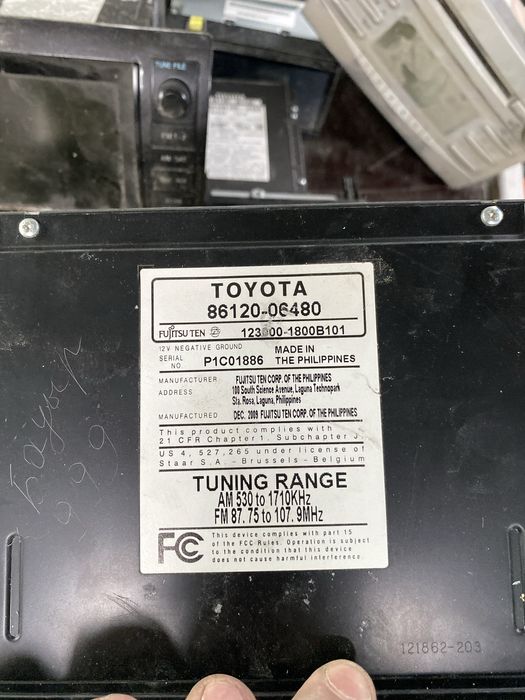 TUNE FILE
TOYOTA
86120-06480
FUJITSU TEN
1800B101
12V NEGATIVE GROUND
SERIAL NO. P1C01886
MADE IN THE PHILIPPINES
MANUFACTURER FUJITSU TEN CORP. OF THE PHILIPPINES
ADDRESS 100 South Science Avenue, Laguna Technopark
Sta. Rosa, Laguna, Philippines
MANUFACTURED DEC. 2009 FUJITSU TEN CORP. OF THE PHILIPPINES
This product complies with
21 CFR Chapter 1, Subchapter J.
US 4, 527, 265 under license of
Staar S.A. - Brussels - Belgium
TUNING RANGE
AM 530 to 1710KHz
FM 87.75 to 107.9MHz
FC
This device complies with part 15
of the FCC Rules. Operation is subject
to the condition that this device
does not cause harmful interference.
121862-203